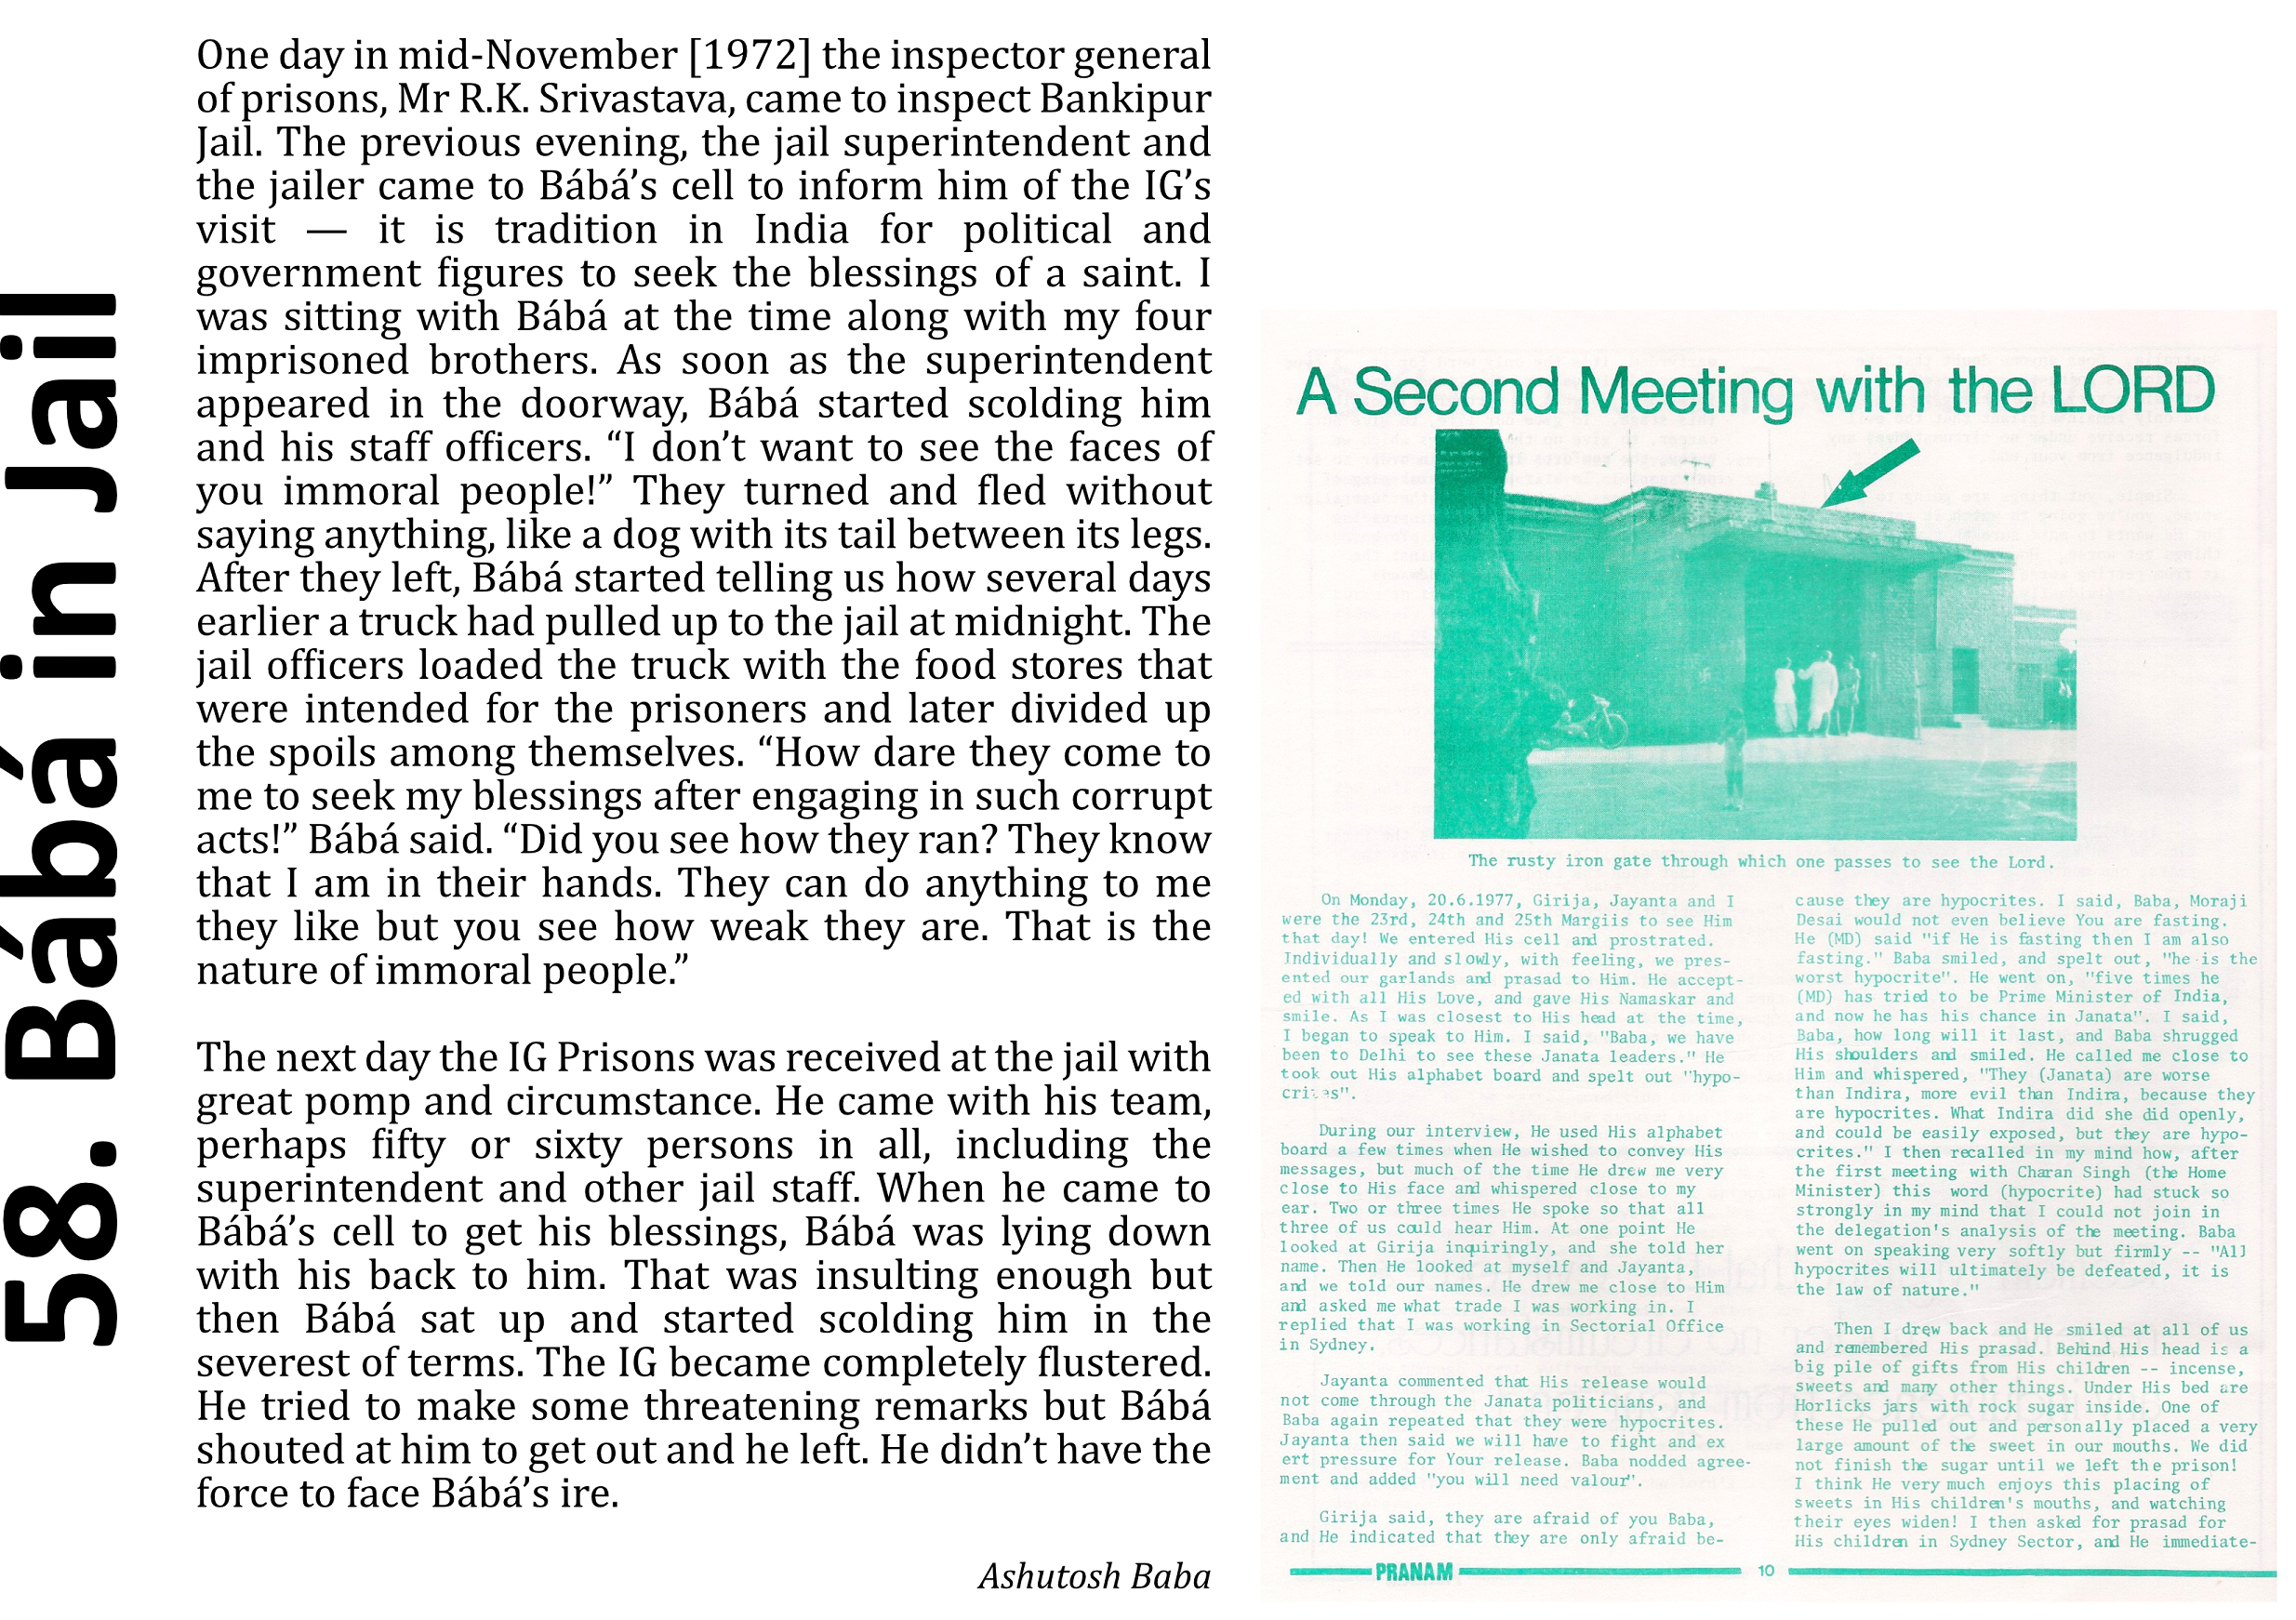 58. Bábá in Jail
One day in mid-November [1972] the inspector general
of prisons, Mr R.K. Srivastava, came to inspect Bankipur
Jail. The previous evening, the jail superintendent and
the jailer came to Bábá’s cell to inform him of the IG’s
visit — it is tradition in India for political and
government figures to seek the blessings of a saint. I
was sitting with Bábá at the time along with my four
imprisoned brothers. As soon as the superintendent
appeared in the doorway, Bábá started scolding him
and his staff officers. “I don’t want to see the faces of
you immoral people!” They turned and fled without
saying anything, like a dog with its tail between its legs.
After they left, Bábá started telling us how several days
earlier a truck had pulled up to the jail at midnight. The
jail officers loaded the truck with the food stores that
were intended for the prisoners and later divided up
the spoils among themselves. “How dare they come to
me to seek my blessings after engaging in such corrupt
acts!” Bábá said. “Did you see how they ran? They know
that I am in their hands. They can do anything to me
they like but you see how weak they are. That is the
nature of immoral people.”
The next day the IG Prisons was received at the jail with
great pomp and circumstance. He came with his team,
perhaps fifty or sixty persons in all, including the
superintendent and other jail staff. When he came to
Bábá’s cell to get his blessings, Bábá was lying down
with his back to him. That was insulting enough but
then Bábá sat up and started scolding him in the
severest of terms. The IG became completely flustered.
He tried to make some threatening remarks but Bábá
shouted at him to get out and he left. He didn’t have the
force to face Bábá’s ire.
Ashutosh Baba
A Second Meeting with the LORD
The rusty iron gate through which one passes to see the Lord.
On Monday, 20.6.1977, Girija, Jayanta and I
were the 23rd, 24th and 25th Margiis to see Him
that day! We entered His cell and prostrated.
Individually and slowly, with feeling, we pres-
ented our garlands and prasad to Him. He accept-
ed with all His Love, and gave His Namaskar and
smile. As I was closest to His head at the time,
I began to speak to Him. I said, "Baba, we have
been to Delhi to see these Janata leaders." He
took out His alphabet board and spelt out "hypo-
crites".
During our interview, He used His alphabet
board a few times when He wished to convey His
messages, but much of the time He drew me very
close to His face and whispered close to my
ear. Two or three times He spoke so that all
three of us could hear Him. At one point He
looked at Girija inquiringly, and she told her
name. Then He looked at myself and Jayanta,
and we told our names. He drew me close to Him
and asked me what trade I was working in. I
replied that I was working in Sectorial Office
in Sydney.
Jayanta commented that His release would
not come through the Janata politicians, and
Baba again repeated that they were hypocrites.
Jayanta then said we will have to fight and ex
ert pressure for Your release. Baba nodded agree-
ment and added "you will need valour".
Girija said, they are afraid of you Baba,
and He indicated that they are only afraid be-
cause they are hypocrites. I said, Baba, Moraji
Desai would not even believe You are fasting.
He (MD) said "if He is fasting then I am also
fasting." Baba smiled, and spelt out, "he is the
worst hypocrite". He went on, "five times he
(MD) has tried to be Prime Minister of India,
and now he has his chance in Janata". I said,
Baba, how long will it last, and Baba shrugged
His shoulders and smiled. He called me close to
Him and whispered, "They (Janata) are worse
than Indira, more evil than Indira, because they
are hypocrites. What Indira did she did openly,
and could be easily exposed, but they are hypo-
crites." I then recalled in my mind how, after
the first meeting with Charan Singh (the Home
Minister) this word (hypocrite) had stuck so
strongly in my mind that I could not join in
the delegation's analysis of the meeting. Baba
went on speaking very softly but firmly -- "All
hypocrites will ultimately be defeated, it is
the law of nature."
Then I drew back and He smiled at all of us
and remembered His prasad. Behind His head is a
big pile of gifts from His children -- incense,
sweets and many other things. Under His bed are
Horlicks jars with rock sugar inside. One of
these He pulled out and personally placed a very
large amount of the sweet in our mouths. We did
not finish the sugar until we left the prison!
I think He very much enjoys this placing of
sweets in His children's mouths, and watching
their eyes widen! I then asked for prasad for
His children in Sydney Sector, and He immediate-
PRANAM 10